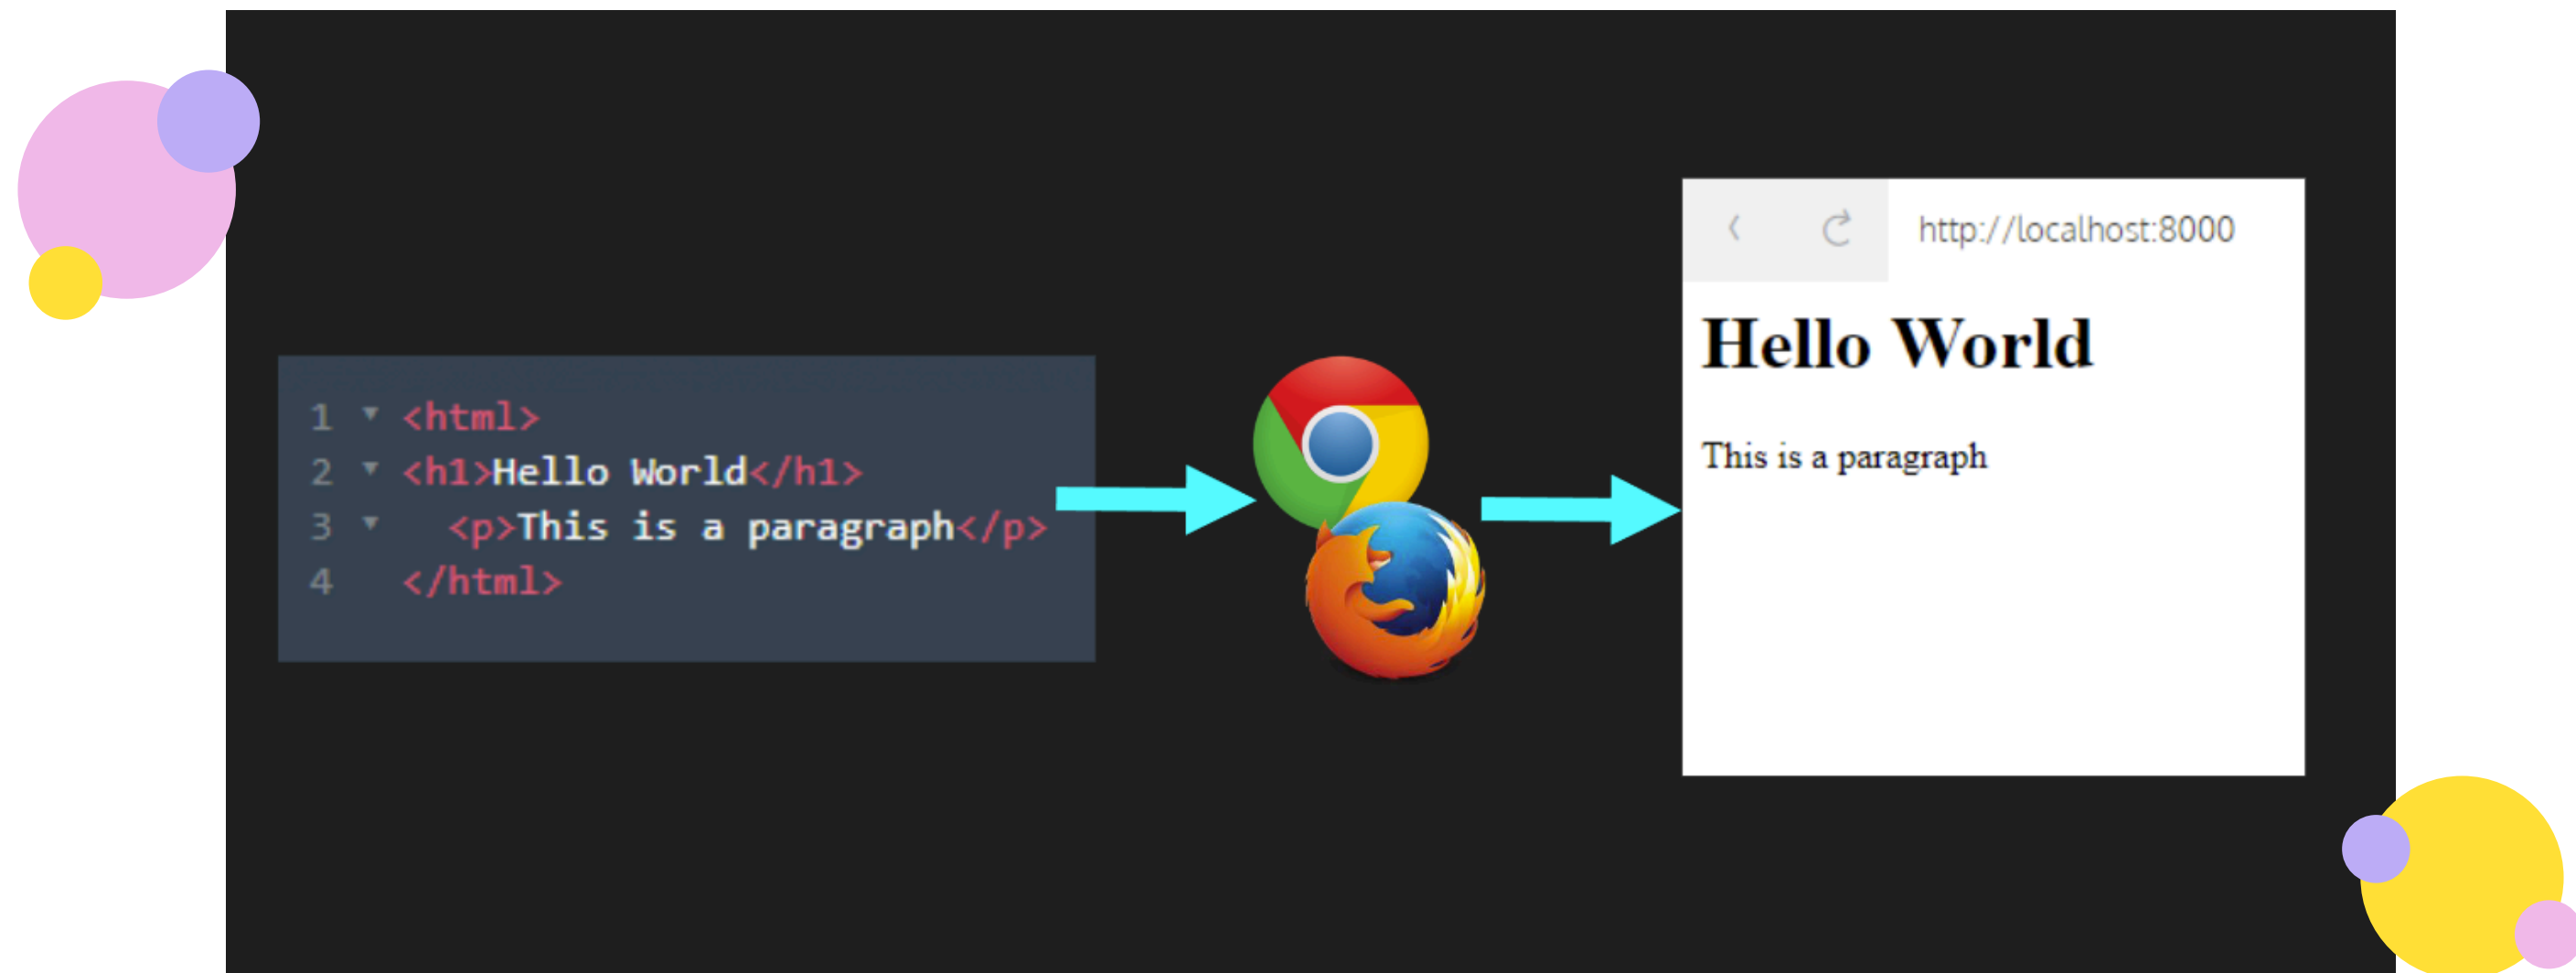 1 <html>
2 <h1>Hello World</h1>
3 <p>This is a paragraph</p>
4 </html>
http://localhost:8000
Hello World
This is a paragraph